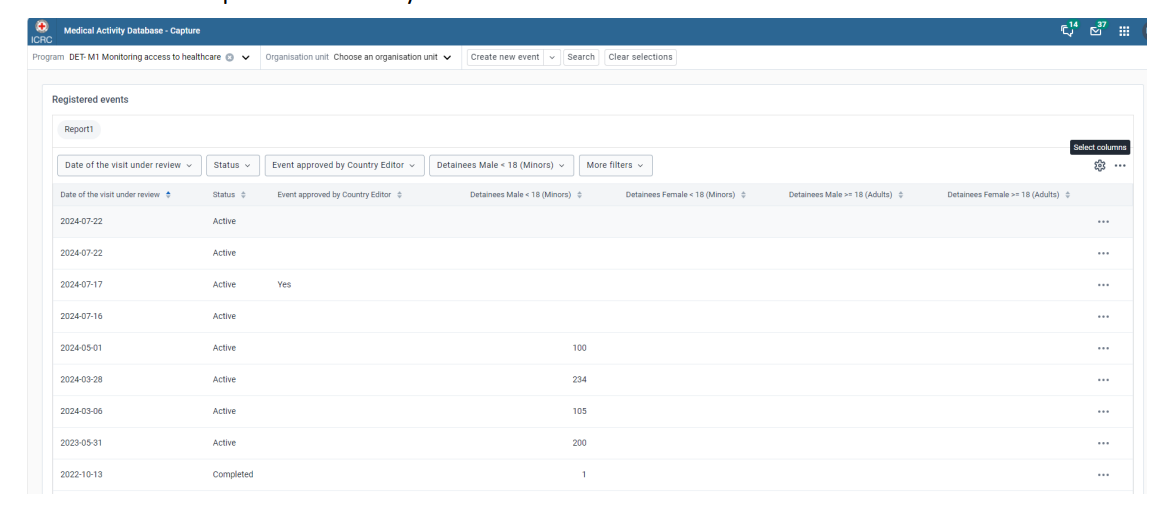 ICRC
Medical Activity Database - Capture
14
37
Program DET- M1 Monitoring access to healthcare
Organisation unit Choose an organisation unit
Create new event
Search
Clear selections
Registered events
Report1
Select columns
Date of the visit under review
Status
Event approved by Country Editor
Detainees Male < 18 (Minors)
More filters
Date of the visit under review Status Event approved by Country Editor Detainees Male < 18 (Minors) Detainees Female < 18 (Minors) Detainees Male >= 18 (Adults) Detainees Female >= 18 (Adults)
2024-07-22 Active
2024-07-22 Active
2024-07-17 Active Yes
2024-07-16 Active
2024-05-01 Active 100
2024-03-28 Active 234
2024-03-06 Active 105
2023-05-31 Active 200
2022-10-13 Completed 1